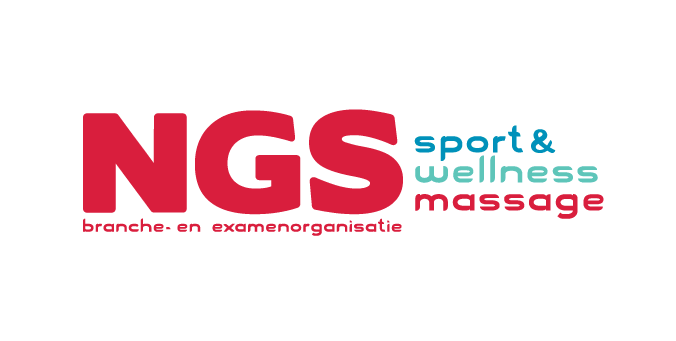 NGS
branche- en examenorganisatie
sport &
wellness
massage